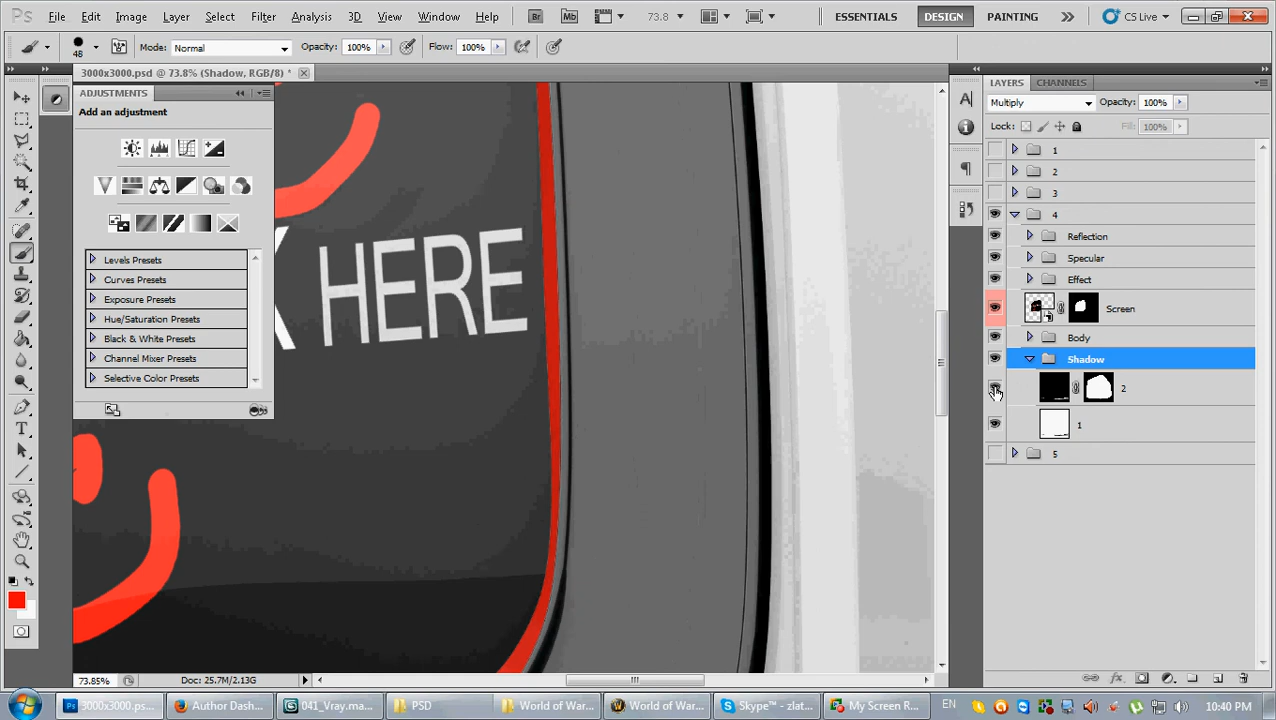 Ps File Edit Image Layer Select Filter Analysis 3D View Window Help Br Mb 73.8 ESSENTIALS DESIGN PAINTING CS Live
48 Mode: Normal Opacity: 100% Flow: 100%
3000x3000.psd @ 73.8% (Shadow, RGB/8) *
ADJUSTMENTS
Add an adjustment
Levels Presets
Curves Presets
Exposure Presets
Hue/Saturation Presets
Black & White Presets
Channel Mixer Presets
Selective Color Presets
HERE
LAYERS CHANNELS
Multiply Opacity: 100%
Lock: Fill: 100%
1
2
3
4
Reflection
Specular
Effect
Screen
Body
Shadow
2
1
5
73.85% Doc: 25.7M/2.13G
3000x3000.ps... Author Dash... 041_Vray.ma... PSD World of War... World of War... Skype™ - zlat... My Screen R... EN 10:40 PM